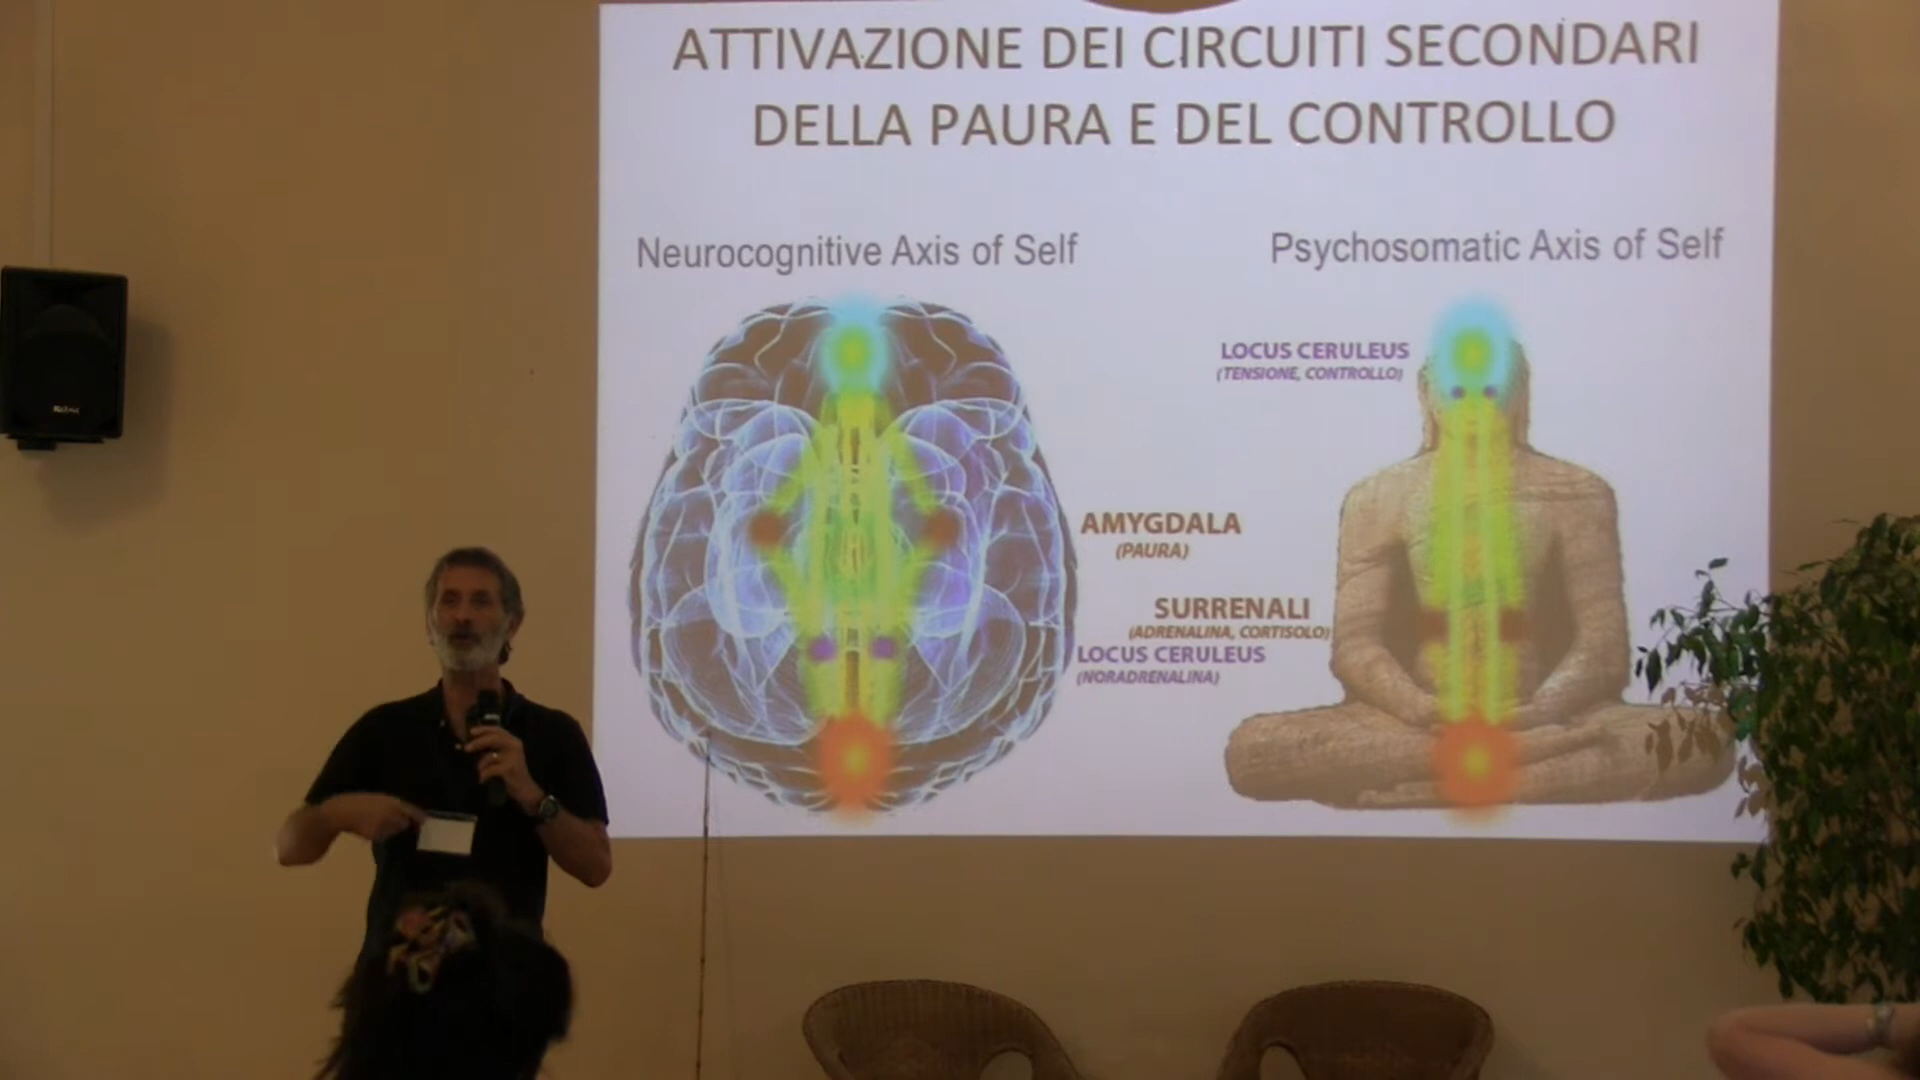 ATTIVAZIONE DEI CIRCUITI SECONDARI
DELLA PAURA E DEL CONTROLLO
Neurocognitive Axis of Self
Psychosomatic Axis of Self
LOCUS CERULEUS
(TENSIONE, CONTROLLO)
AMYGDALA
(PAURA)
SURRENALI
(ADRENALINA, CORTISOLO)
LOCUS CERULEUS
(NORADRENALINA)